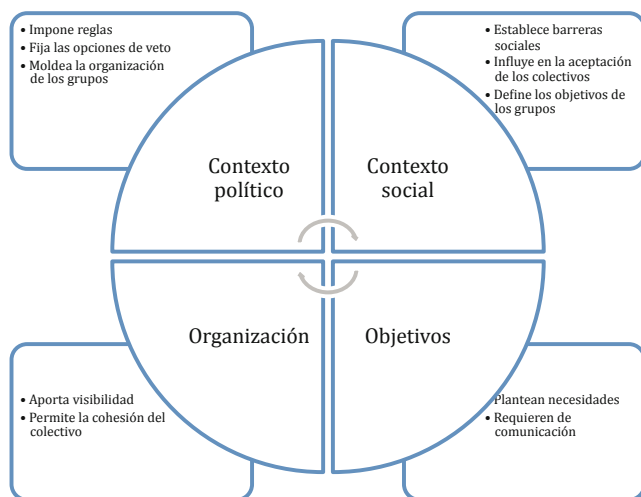 • Impone reglas
• Fija las opciones de veto
• Moldea la organización
de los grupos
• Establece barreras
sociales
• Influye en la aceptación
de los colectivos
• Define los objetivos de
los grupos
Contexto
político
Contexto
social
Organización
Objetivos
• Aporta visibilidad
• Permite la cohesión del
colectivo
• Plantean necesidades
• Requieren de
comunicación